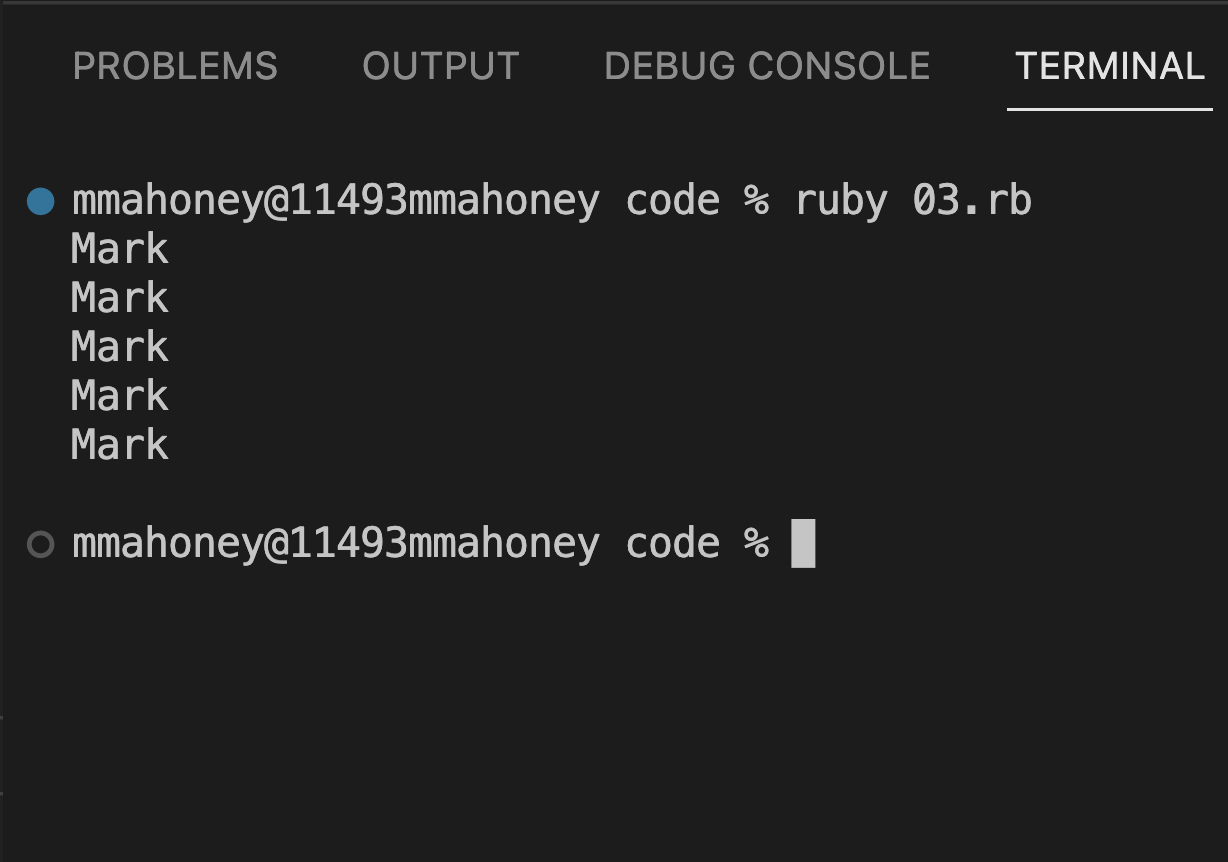 PROBLEMS OUTPUT DEBUG CONSOLE TERMINAL
mmahoney@11493mmahoney code % ruby 03.rb
Mark
Mark
Mark
Mark
Mark
mmahoney@11493mmahoney code %